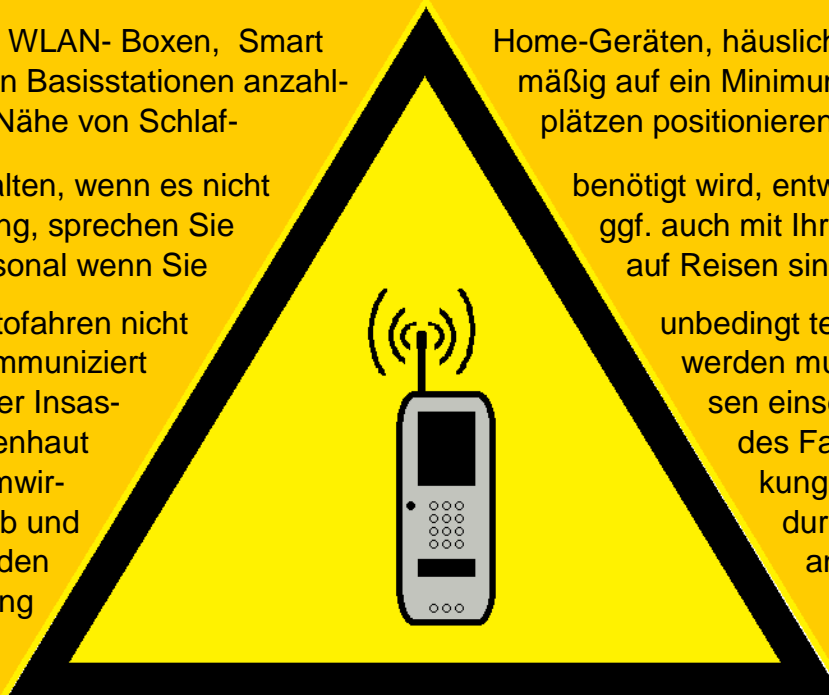 WLAN- Boxen, Smart Home-Geräten, häuslich
n Basisstationen anzahl- mäßig auf ein Minimu
Nähe von Schlaf- plätzen positionieren
alten, wenn es nicht benötigt wird, entw
ng, sprechen Sie ggf. auch mit Ihr
sonal wenn Sie auf Reisen sin
tofahren nicht unbedingt te
mmuniziert werden mu
er Insas- sen eins
enhaut des Fa
nwir- kung
b und dur
den ar
ng